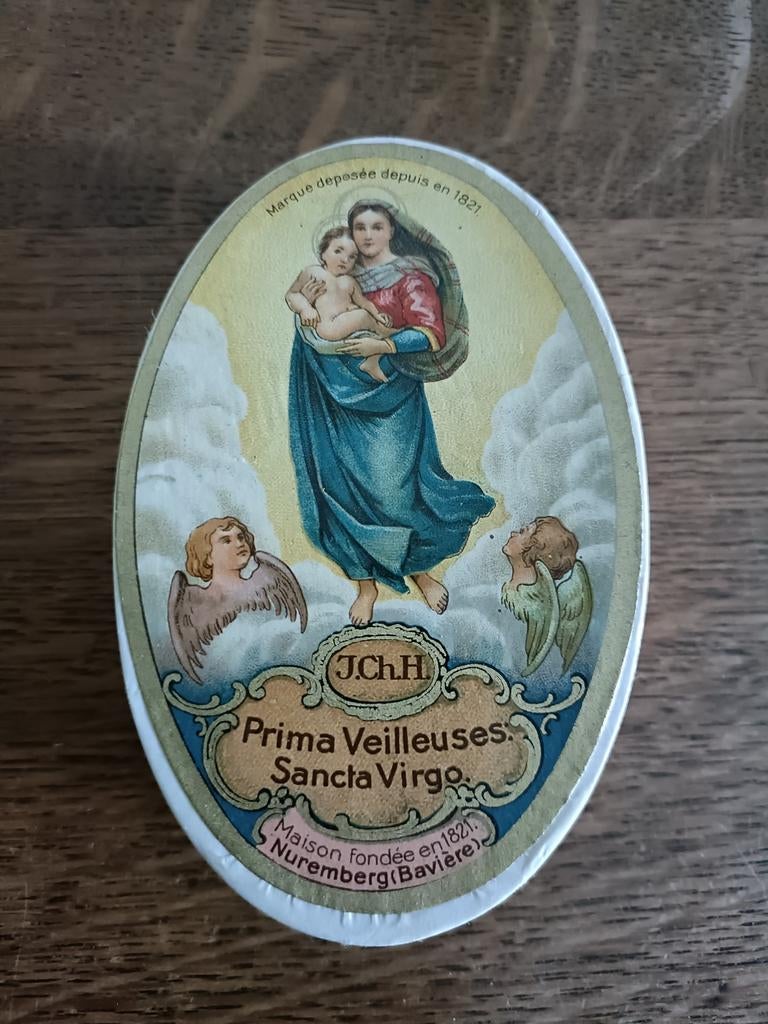 Marque deposée depuis en 1821.
J.Ch.H.
Prima Veilleuses:
Sancta Virgo.
Maison fondée en 1821.
Nuremberg (Bavière)